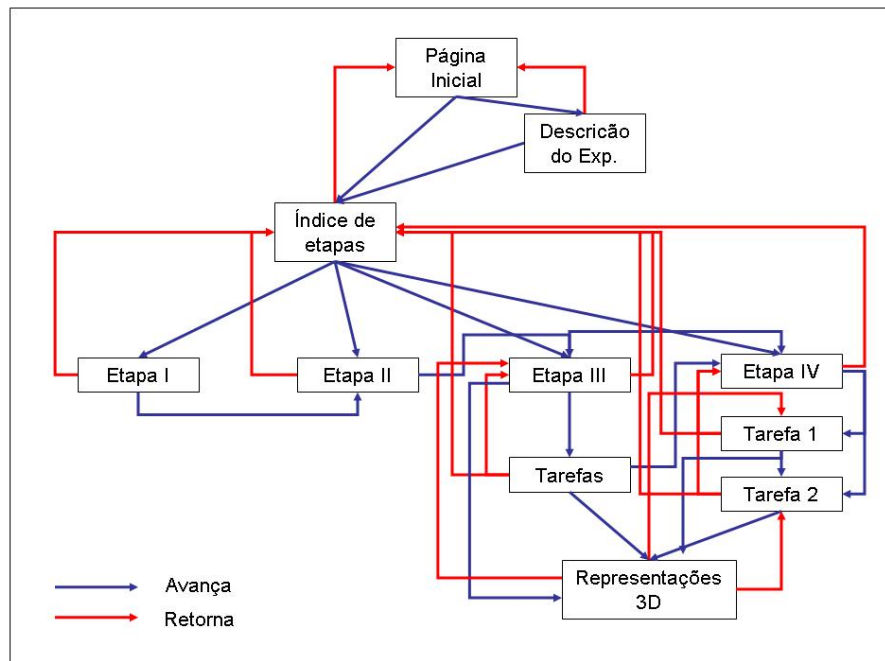 Página
Inicial
Descricão
do Exp.
Índice de
etapas
Etapa I
Etapa II
Etapa III
Etapa IV
Tarefa 1
Tarefas
Tarefa 2
Representações
3D
Avança
Retorna